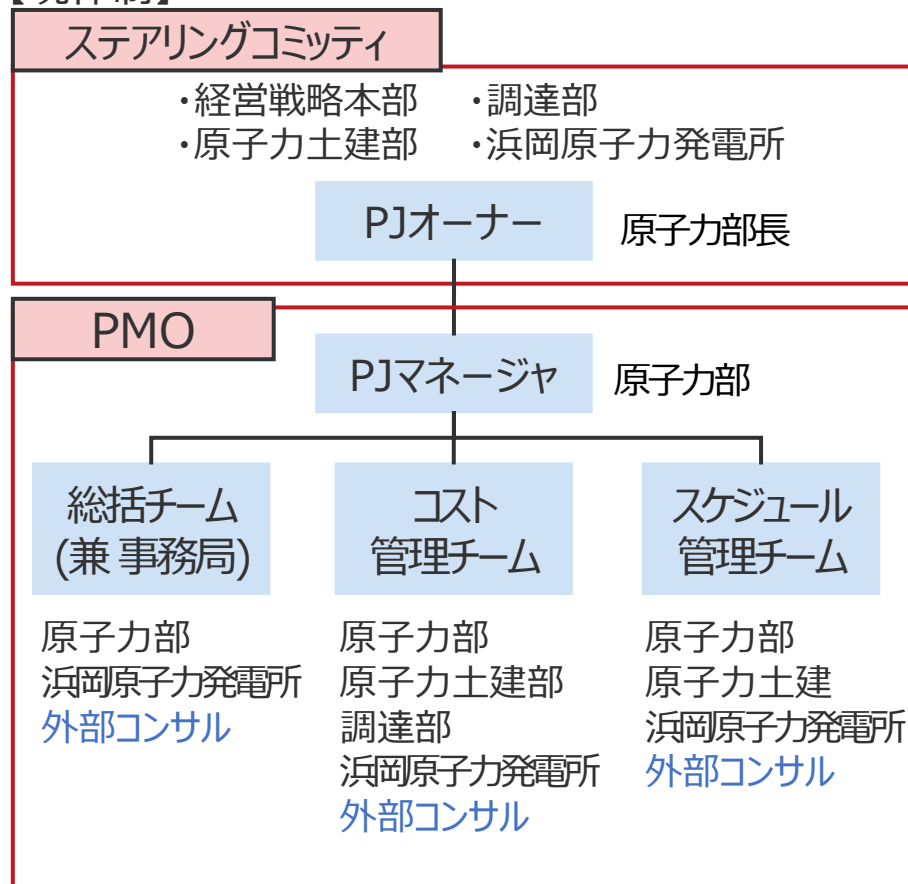 ステアリングコミッティ
・経営戦略本部 ・調達部
・原子力土建部 ・浜岡原子力発電所
PJオーナー 原子力部長
PMO
PJマネージャ 原子力部
総括チーム
(兼 事務局)
コスト
管理チーム
スケジュール
管理チーム
原子力部
浜岡原子力発電所
外部コンサル
原子力部
原子力土建部
調達部
浜岡原子力発電所
外部コンサル
原子力部
原子力土建
浜岡原子力発電所
外部コンサル